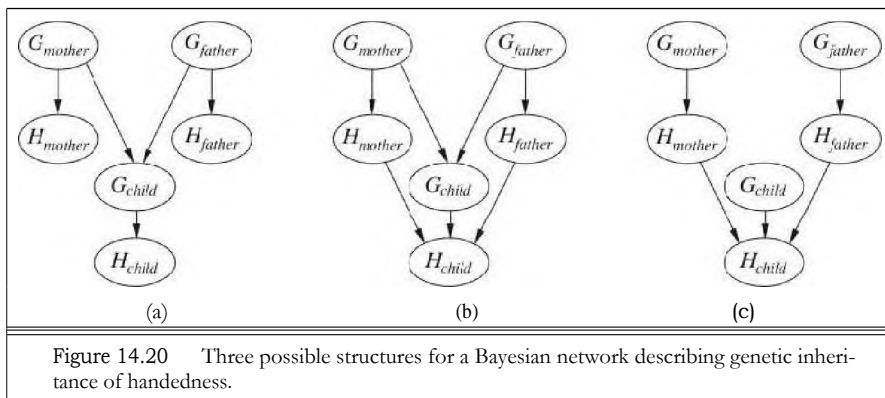 G_mother G_father G_mother G_father G_mother G_father
H_mother H_father H_mother H_father H_mother H_father
G_child G_child G_child
H_child H_child H_child
(a) (b) (c)
Figure 14.20 Three possible structures for a Bayesian network describing genetic inheri-
tance of handedness.